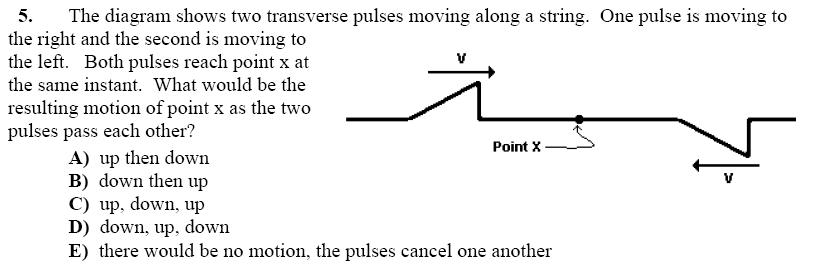 5. The diagram shows two transverse pulses moving along a string. One pulse is moving to
the right and the second is moving to
the left. Both pulses reach point x at
the same instant. What would be the
resulting motion of point x as the two
pulses pass each other?
A) up then down
B) down then up
C) up, down, up
D) down, up, down
E) there would be no motion, the pulses cancel one another
v
Point X
v